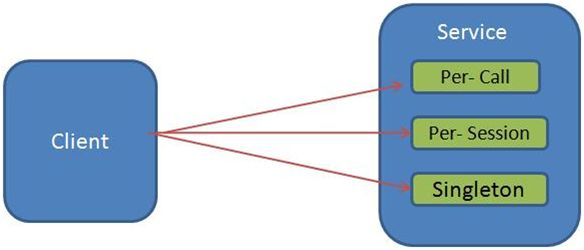 Service
Per- Call
Client
Per- Session
Singleton